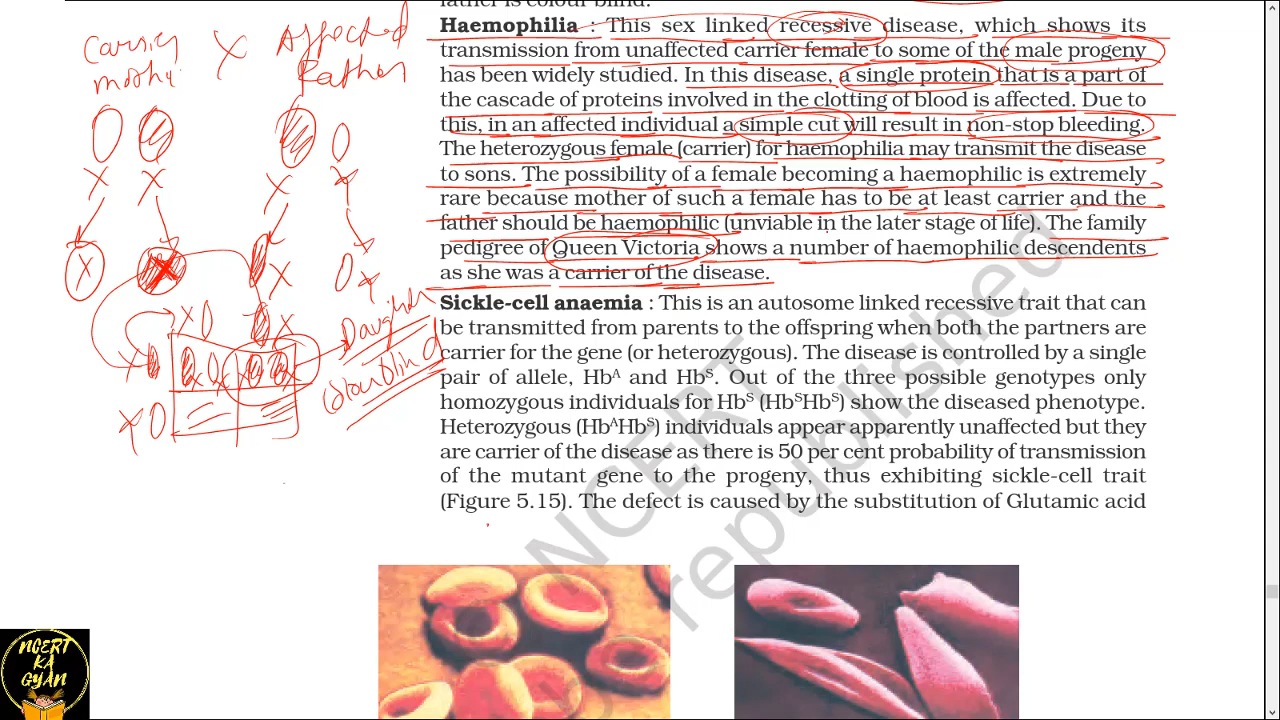 father is colour blind.
Haemophilia : This sex linked recessive disease, which shows its
transmission from unaffected carrier female to some of the male progeny
has been widely studied. In this disease, a single protein that is a part of
the cascade of proteins involved in the clotting of blood is affected. Due to
this, in an affected individual a simple cut will result in non-stop bleeding.
The heterozygous female (carrier) for haemophilia may transmit the disease
to sons. The possibility of a female becoming a haemophilic is extremely
rare because mother of such a female has to be at least carrier and the
father should be haemophilic (unviable in the later stage of life). The family
pedigree of Queen Victoria shows a number of haemophilic descendents
as she was a carrier of the disease.
Sickle-cell anaemia : This is an autosome linked recessive trait that can
be transmitted from parents to the offspring when both the partners are
carrier for the gene (or heterozygous). The disease is controlled by a single
pair of allele, Hbᴬ and Hbˢ. Out of the three possible genotypes only
homozygous individuals for Hbˢ (HbˢHbˢ) show the diseased phenotype.
Heterozygous (HbᴬHbˢ) individuals appear apparently unaffected but they
are carrier of the disease as there is 50 per cent probability of transmission
of the mutant gene to the progeny, thus exhibiting sickle-cell trait
(Figure 5.15). The defect is caused by the substitution of Glutamic acid
Carrier X Affected
father
X X X
X X
X
X
X
Daughter
NCERT
republished
NCERT
KA
GYAN